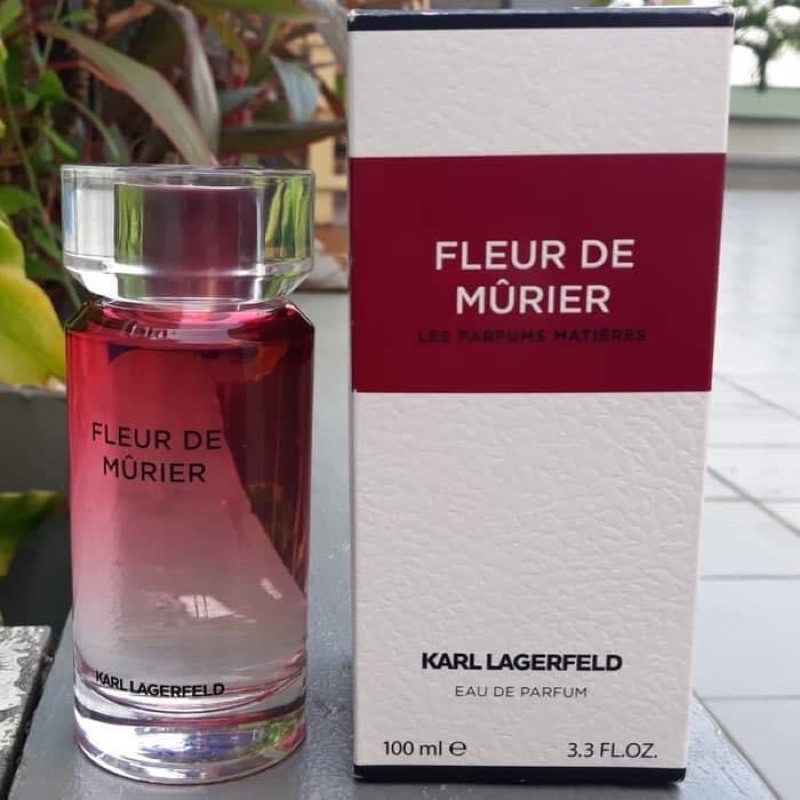 FLEUR DE
MÛRIER
KARL LAGERFELD
FLEUR DE
MÛRIER
LES PARFUMS MATIÈRES
KARL LAGERFELD
EAU DE PARFUM
100 ml ℮
3.3 FL.OZ.